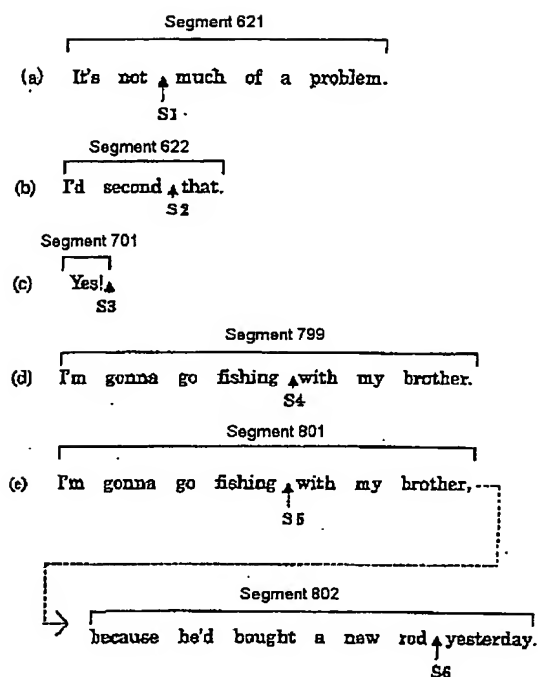 Segment 621
(a) It's not much of a problem.
S1
Segment 622
(b) I'd second that.
S2
Segment 701
(c) Yes!
S3
Segment 799
(d) I'm gonna go fishing with my brother.
S4
Segment 801
(e) I'm gonna go fishing with my brother,
S5
Segment 802
because he'd bought a new rod yesterday.
S6